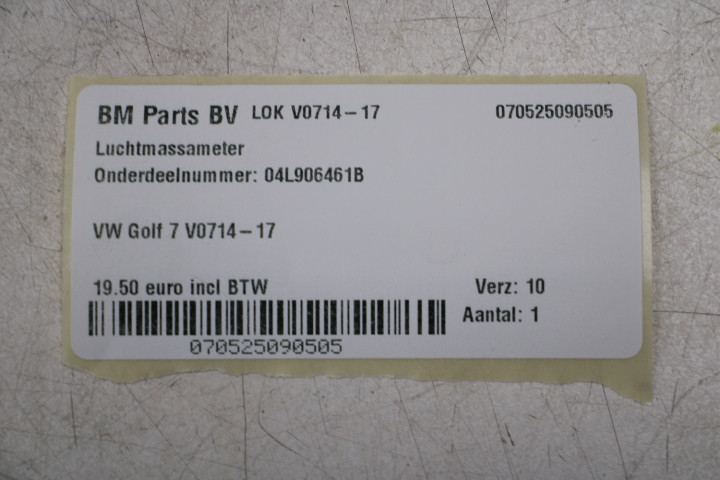 BM Parts BV LOK V0714-17 070525090505
Luchtmassameter
Onderdeelnummer: 04L906461B
VW Golf 7 V0714-17
19.50 euro incl BTW Verz: 10
Aantal: 1
070525090505